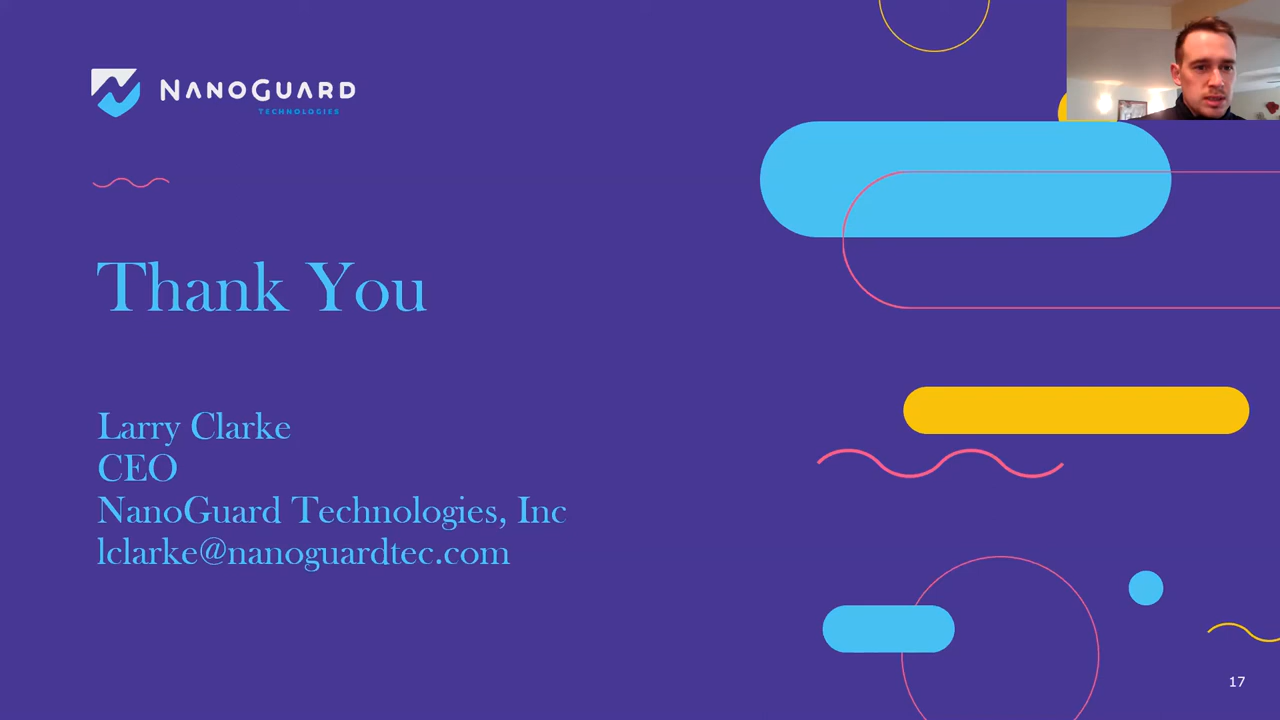 NANOGUARD
TECHNOLOGIES
Thank You
Larry Clarke
CEO
NanoGuard Technologies, Inc
lclarke@nanoguardtec.com
17